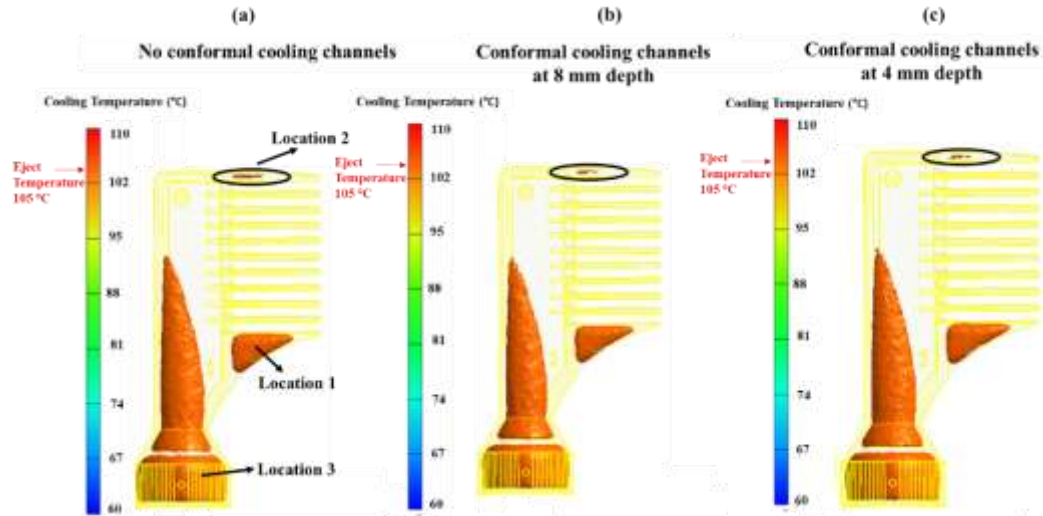 (a)
No conformal cooling channels
Cooling Temperature (℃)
110
102
95
88
81
74
67
60
Eject
Temperature
105 ℃
Location 2
Location 1
Location 3
(b)
Conformal cooling channels
at 8 mm depth
Cooling Temperature (℃)
110
102
95
88
81
74
67
60
Eject
Temperature
105 ℃
(c)
Conformal cooling channels
at 4 mm depth
Cooling Temperature (℃)
110
102
95
88
81
74
67
60
Eject
Temperature
105 ℃